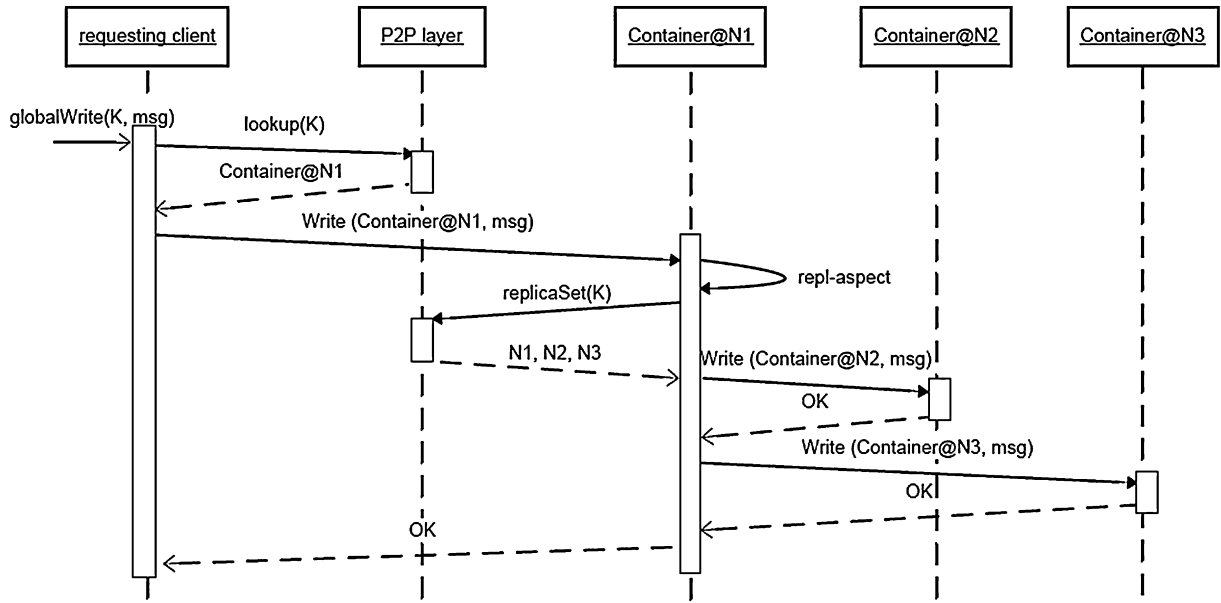 requesting client
P2P layer
Container@N1
Container@N2
Container@N3
globalWrite(K, msg)
lookup(K)
Container@N1
Write (Container@N1, msg)
repl-aspect
replicaSet(K)
N1, N2, N3
Write (Container@N2, msg)
OK
Write (Container@N3, msg)
OK
OK